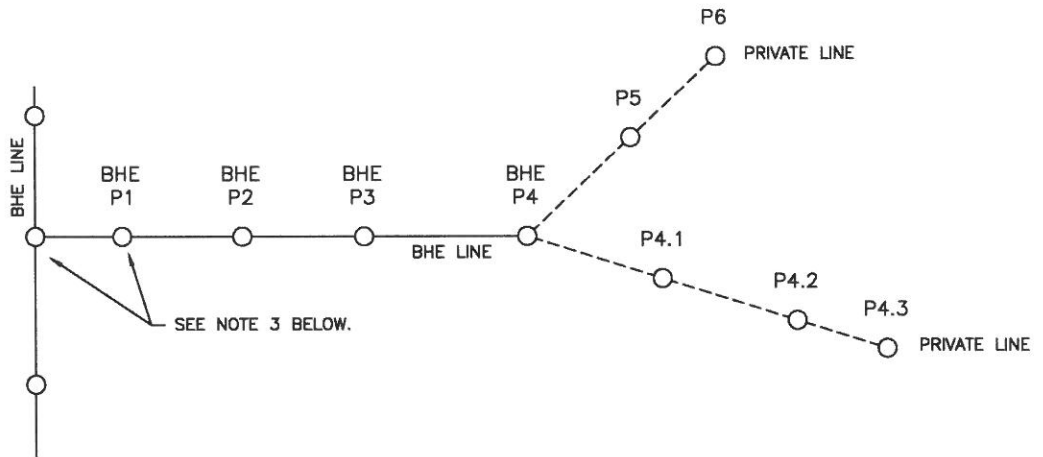 P6
PRIVATE LINE
P5
BHE LINE
BHE
P1
BHE
P2
BHE
P3
BHE
P4
BHE LINE
P4.1
P4.2
P4.3
SEE NOTE 3 BELOW.
PRIVATE LINE